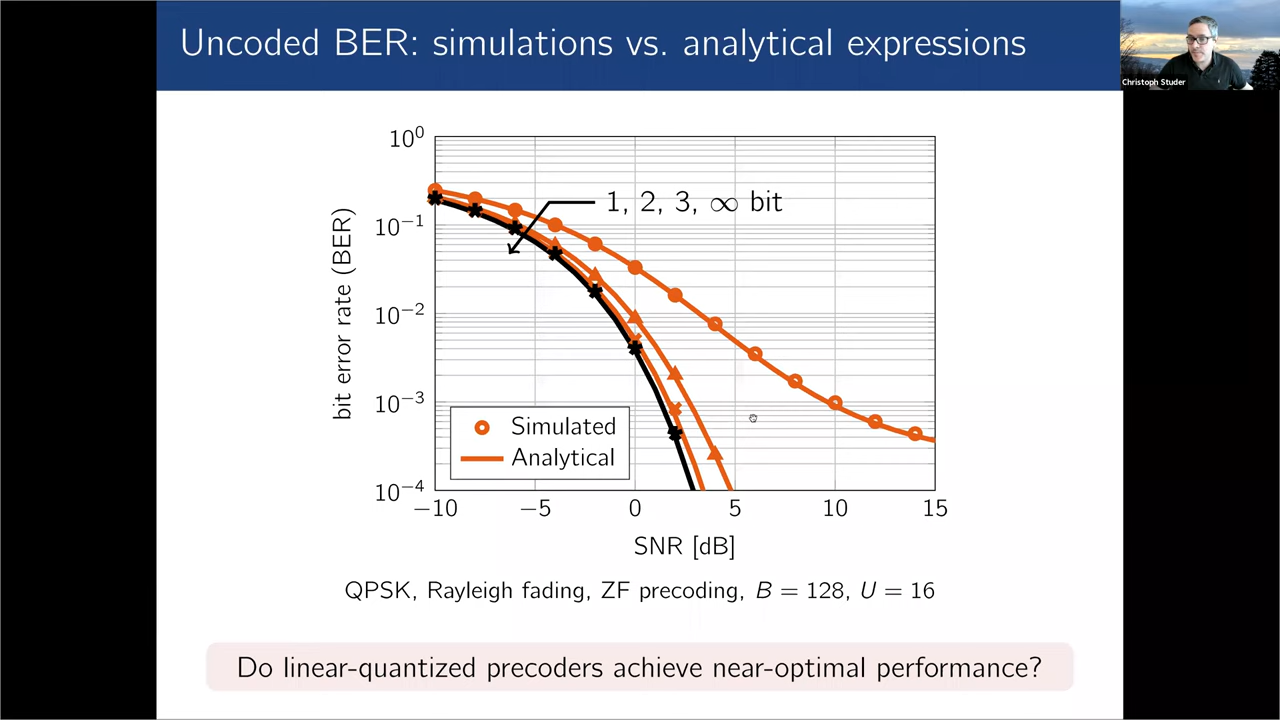 Uncoded BER: simulations vs. analytical expressions
Christoph Studer
10⁰
10⁻¹
10⁻²
10⁻³
10⁻⁴
bit error rate (BER)
1, 2, 3, ∞ bit
Simulated
Analytical
−10 −5 0 5 10 15
SNR [dB]
QPSK, Rayleigh fading, ZF precoding, B = 128, U = 16
Do linear-quantized precoders achieve near-optimal performance?